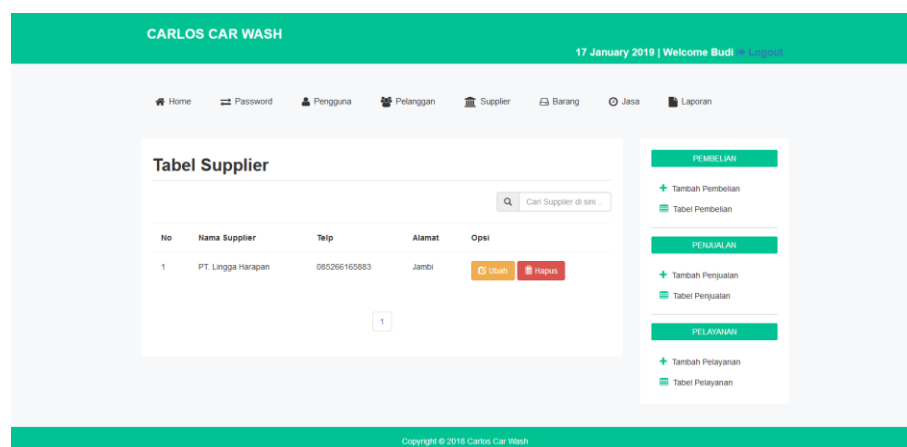 CARLOS CAR WASH
17 January 2019 | Welcome Budi Logout
Home Password Pengguna Pelanggan Supplier Barang Jasa Laporan
Tabel Supplier
Cari Supplier di sini ..
No Nama Supplier Telp Alamat Opsi
1 PT. Lingga Harapan 085266165883 Jambi Ubah Hapus
1
PEMBELIAN
Tambah Pembelian
Tabel Pembelian
PENJUALAN
Tambah Penjualan
Tabel Penjualan
PELAYANAN
Tambah Pelayanan
Tabel Pelayanan
Copyright © 2018 Carlos Car Wash